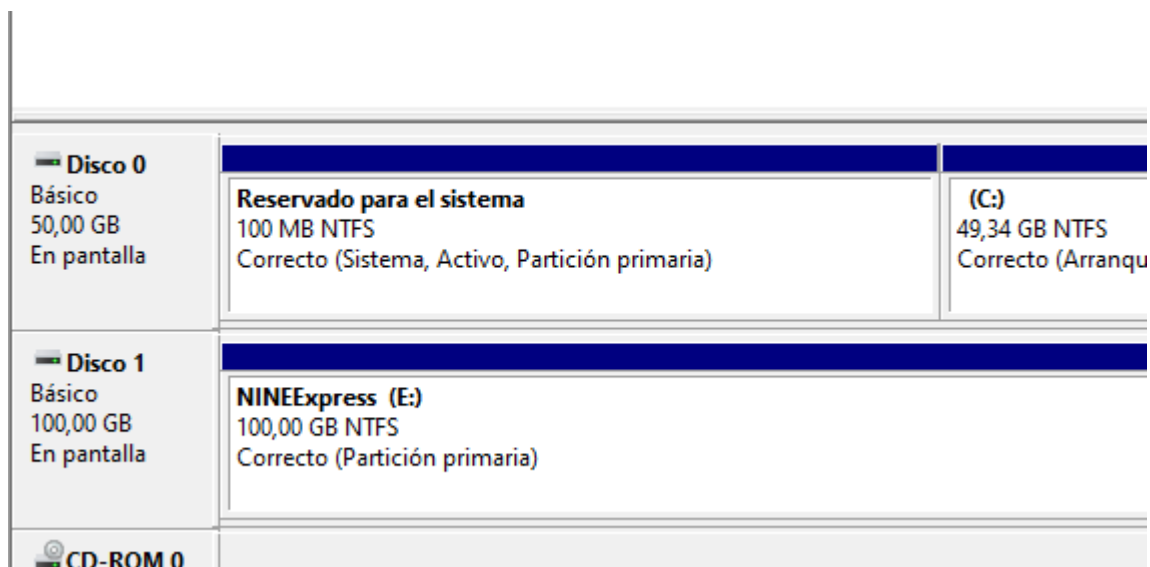 Disco 0
Básico
50,00 GB
En pantalla
Reservado para el sistema
100 MB NTFS
Correcto (Sistema, Activo, Partición primaria)
(C:)
49,34 GB NTFS
Correcto (Arranqu
Disco 1
Básico
100,00 GB
En pantalla
NINEExpress (E:)
100,00 GB NTFS
Correcto (Partición primaria)
CD-ROM 0